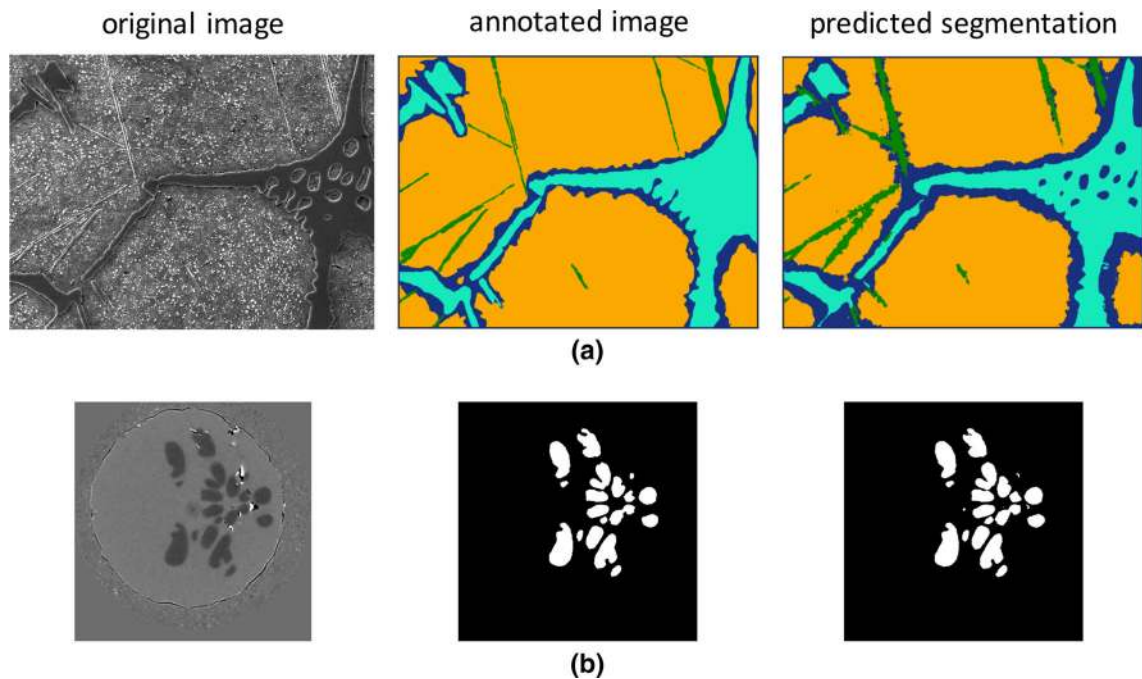 original image
annotated image
predicted segmentation
(a)
(b)